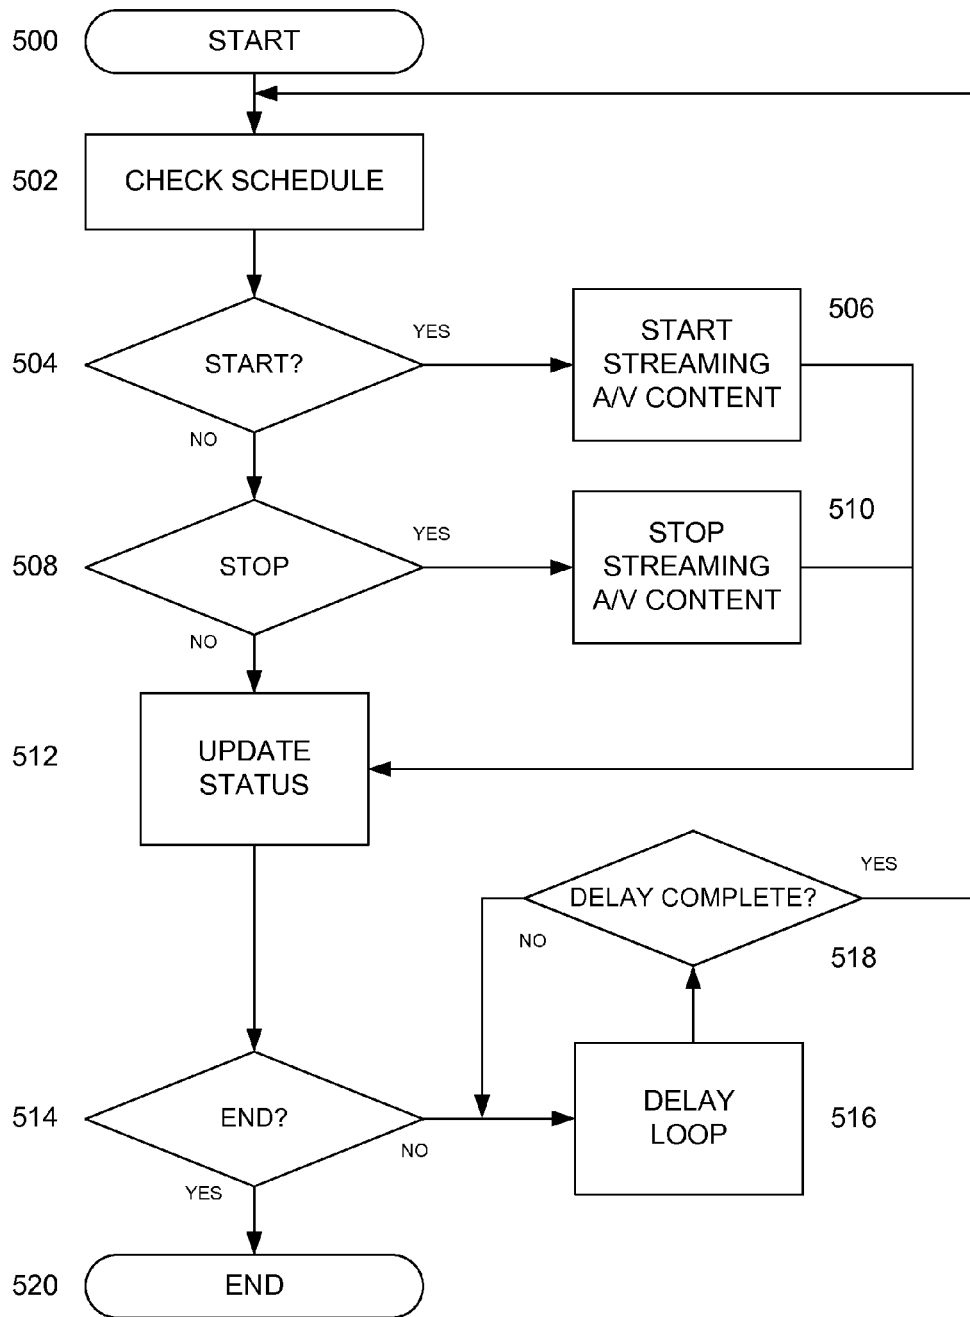 500
START
502
CHECK SCHEDULE
504
START?
YES
NO
START
STREAMING
A/V CONTENT
506
508
STOP
YES
NO
STOP
STREAMING
A/V CONTENT
510
512
UPDATE
STATUS
DELAY COMPLETE?
YES
NO
518
514
END?
NO
YES
DELAY
LOOP
516
520
END